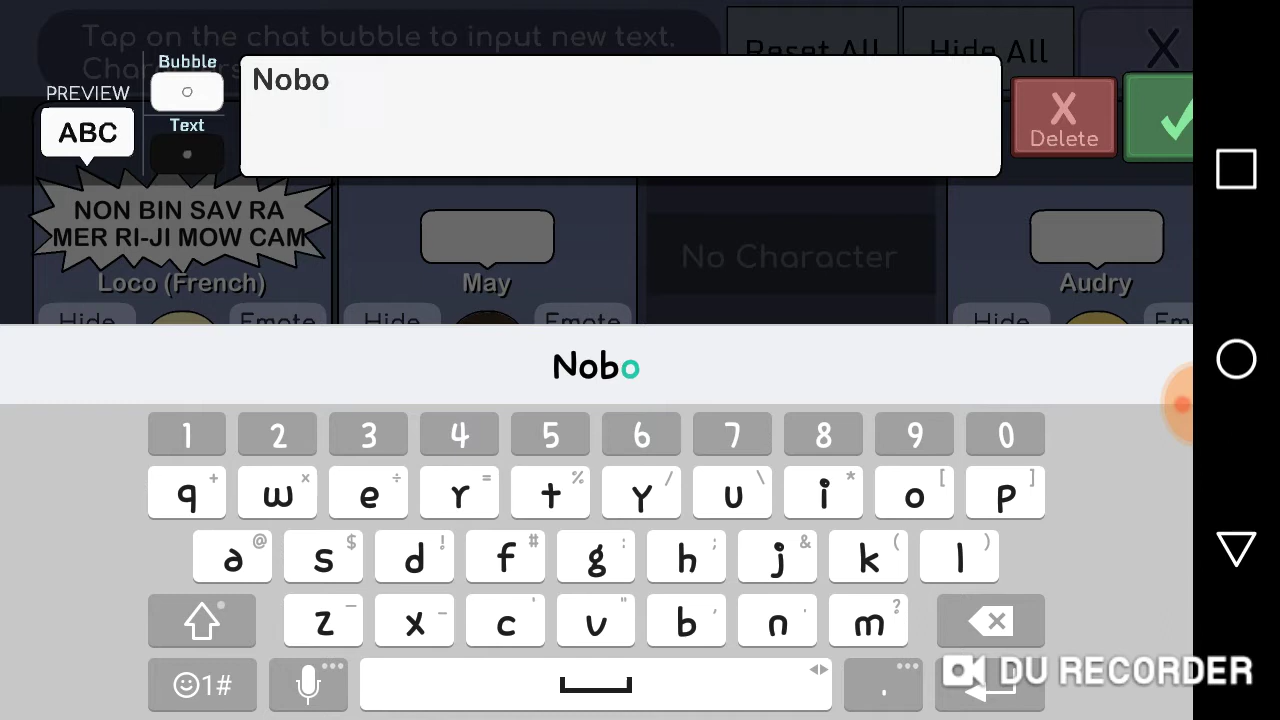 Tap on the chat bubble to input new text.
Reset All
Hide All
X
Bubble
Nobo
PREVIEW
ABC
Text
X
Delete
NON BIN SAV RA
MER RI-JI MOW CAM
No Character
Loco (French)
May
Audry
Hide
Emote
Hide
Emote
Hide
Em
Nobo
1 2 3 4 5 6 7 8 9 0
q + w × e ÷ r = t % y / u \ i * o [ p ]
a @ s $ d ! f # g : h ; j & k ( l )
z - x _ c ' v " b , n . m ?
☺1# ... .
DU RECORDER